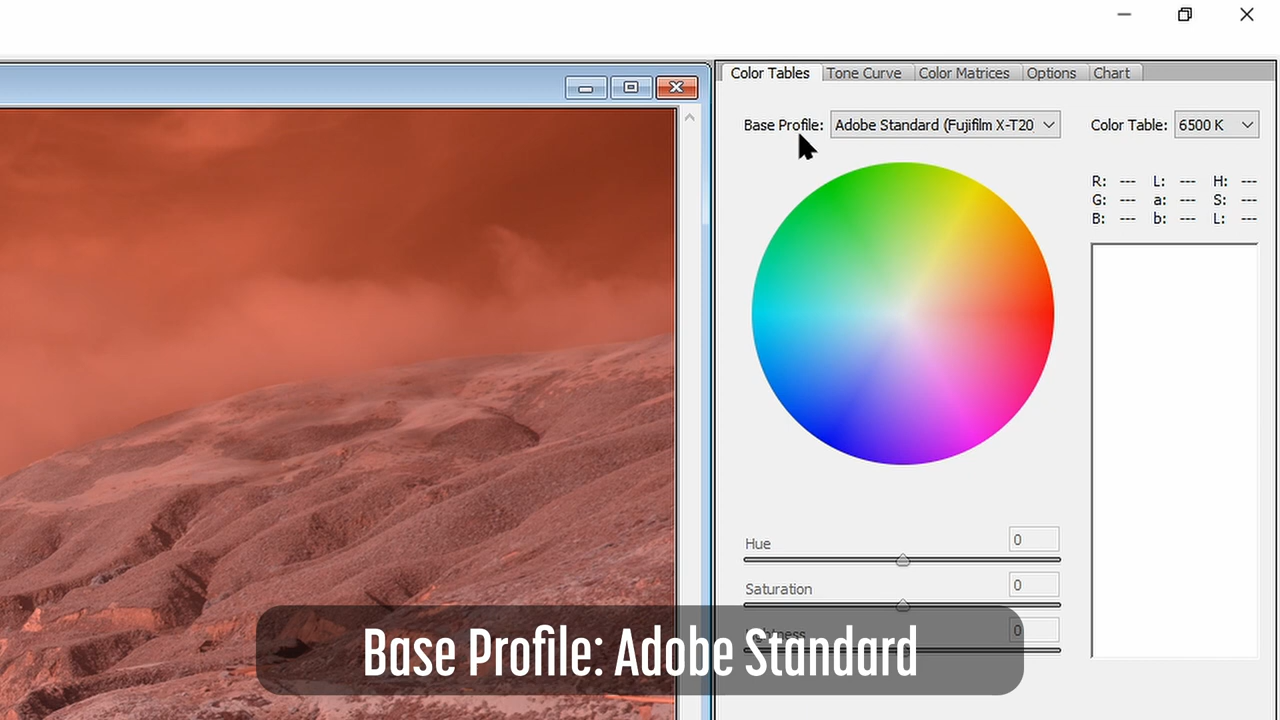 Color Tables Tone Curve Color Matrices Options Chart
Base Profile: Adobe Standard (Fujifilm X-T20 Color Table: 6500 K
R: --- L: --- H: ---
G: --- a: --- S: ---
B: --- b: --- L: ---
Hue 0
Saturation 0
Lightness 0
Base Profile: Adobe Standard